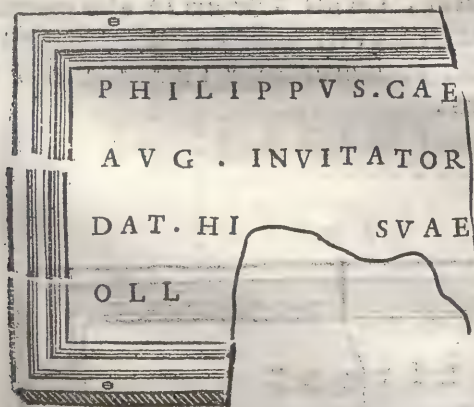 PHILIPPVS.CAE
AVG. INVITATOR
DAT. HI SVAE
OLL